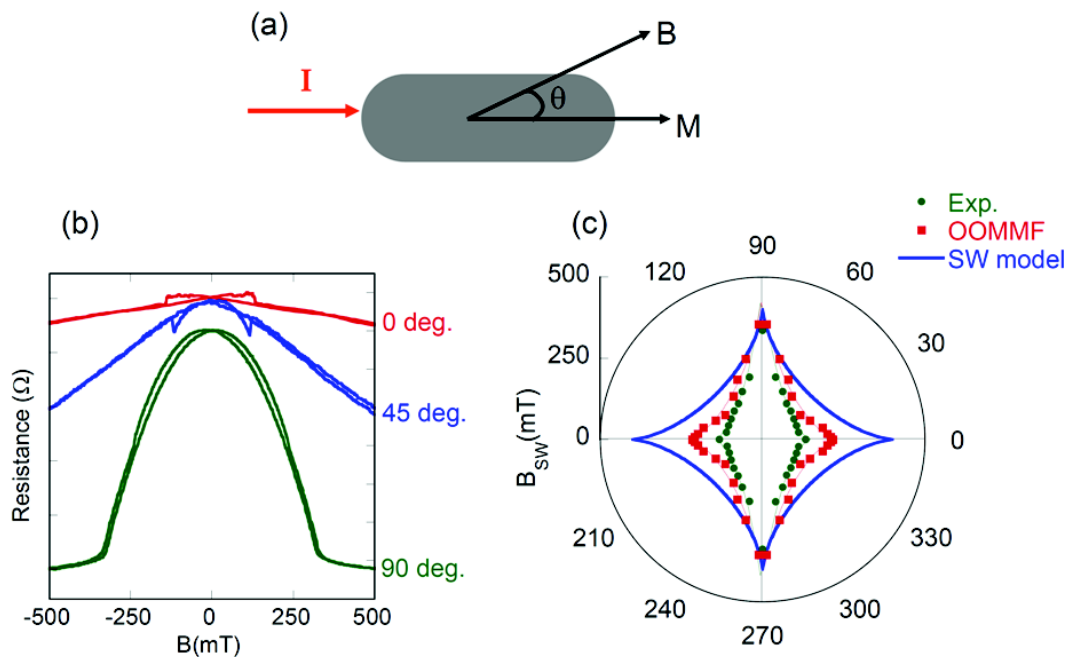 (a)
B
I
θ
M
(b)
0 deg.
45 deg.
90 deg.
Resistance (Ω)
-500 -250 0 250 500
B(mT)
(c)
Exp.
OOMMF
SW model
90
120 60
500
30
250
0 0
B_SW(mT)
210 330
240 300
270